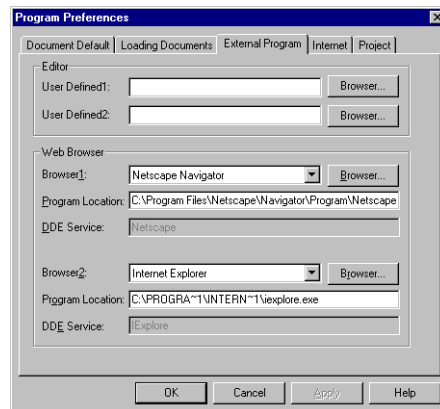 Program Preferences
Document Default Loading Documents External Program Internet Project
Editor
User Defined1: Browser...
User Defined2: Browser...
Web Browser
Browser1: Netscape Navigator Browser...
Program Location: C:\Program Files\Netscape\Navigator\Program\Netscape
DDE Service: Netscape
Browser2: Internet Explorer Browser...
Program Location: C:\PROGRA~1\INTERN~1\iexplore.exe
DDE Service: IExplore
OK Cancel Apply Help